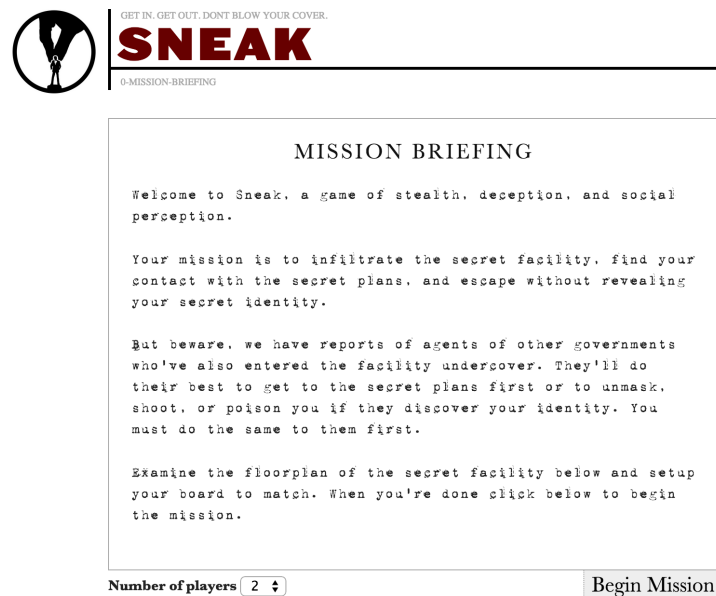 GET IN. GET OUT. DONT BLOW YOUR COVER.
SNEAK
0-MISSION-BRIEFING
MISSION BRIEFING
Welcome to Sneak, a game of stealth, deception, and social
perception.
Your mission is to infiltrate the secret facility, find your
contact with the secret plans, and escape without revealing
your secret identity.
But beware, we have reports of agents of other governments
who've also entered the facility undercover. They'll do
their best to get to the secret plans first or to unmask,
shoot, or poison you if they discover your identity. You
must do the same to them first.
Examine the floorplan of the secret facility below and setup
your board to match. When you're done click below to begin
the mission.
Number of players 2
Begin Mission